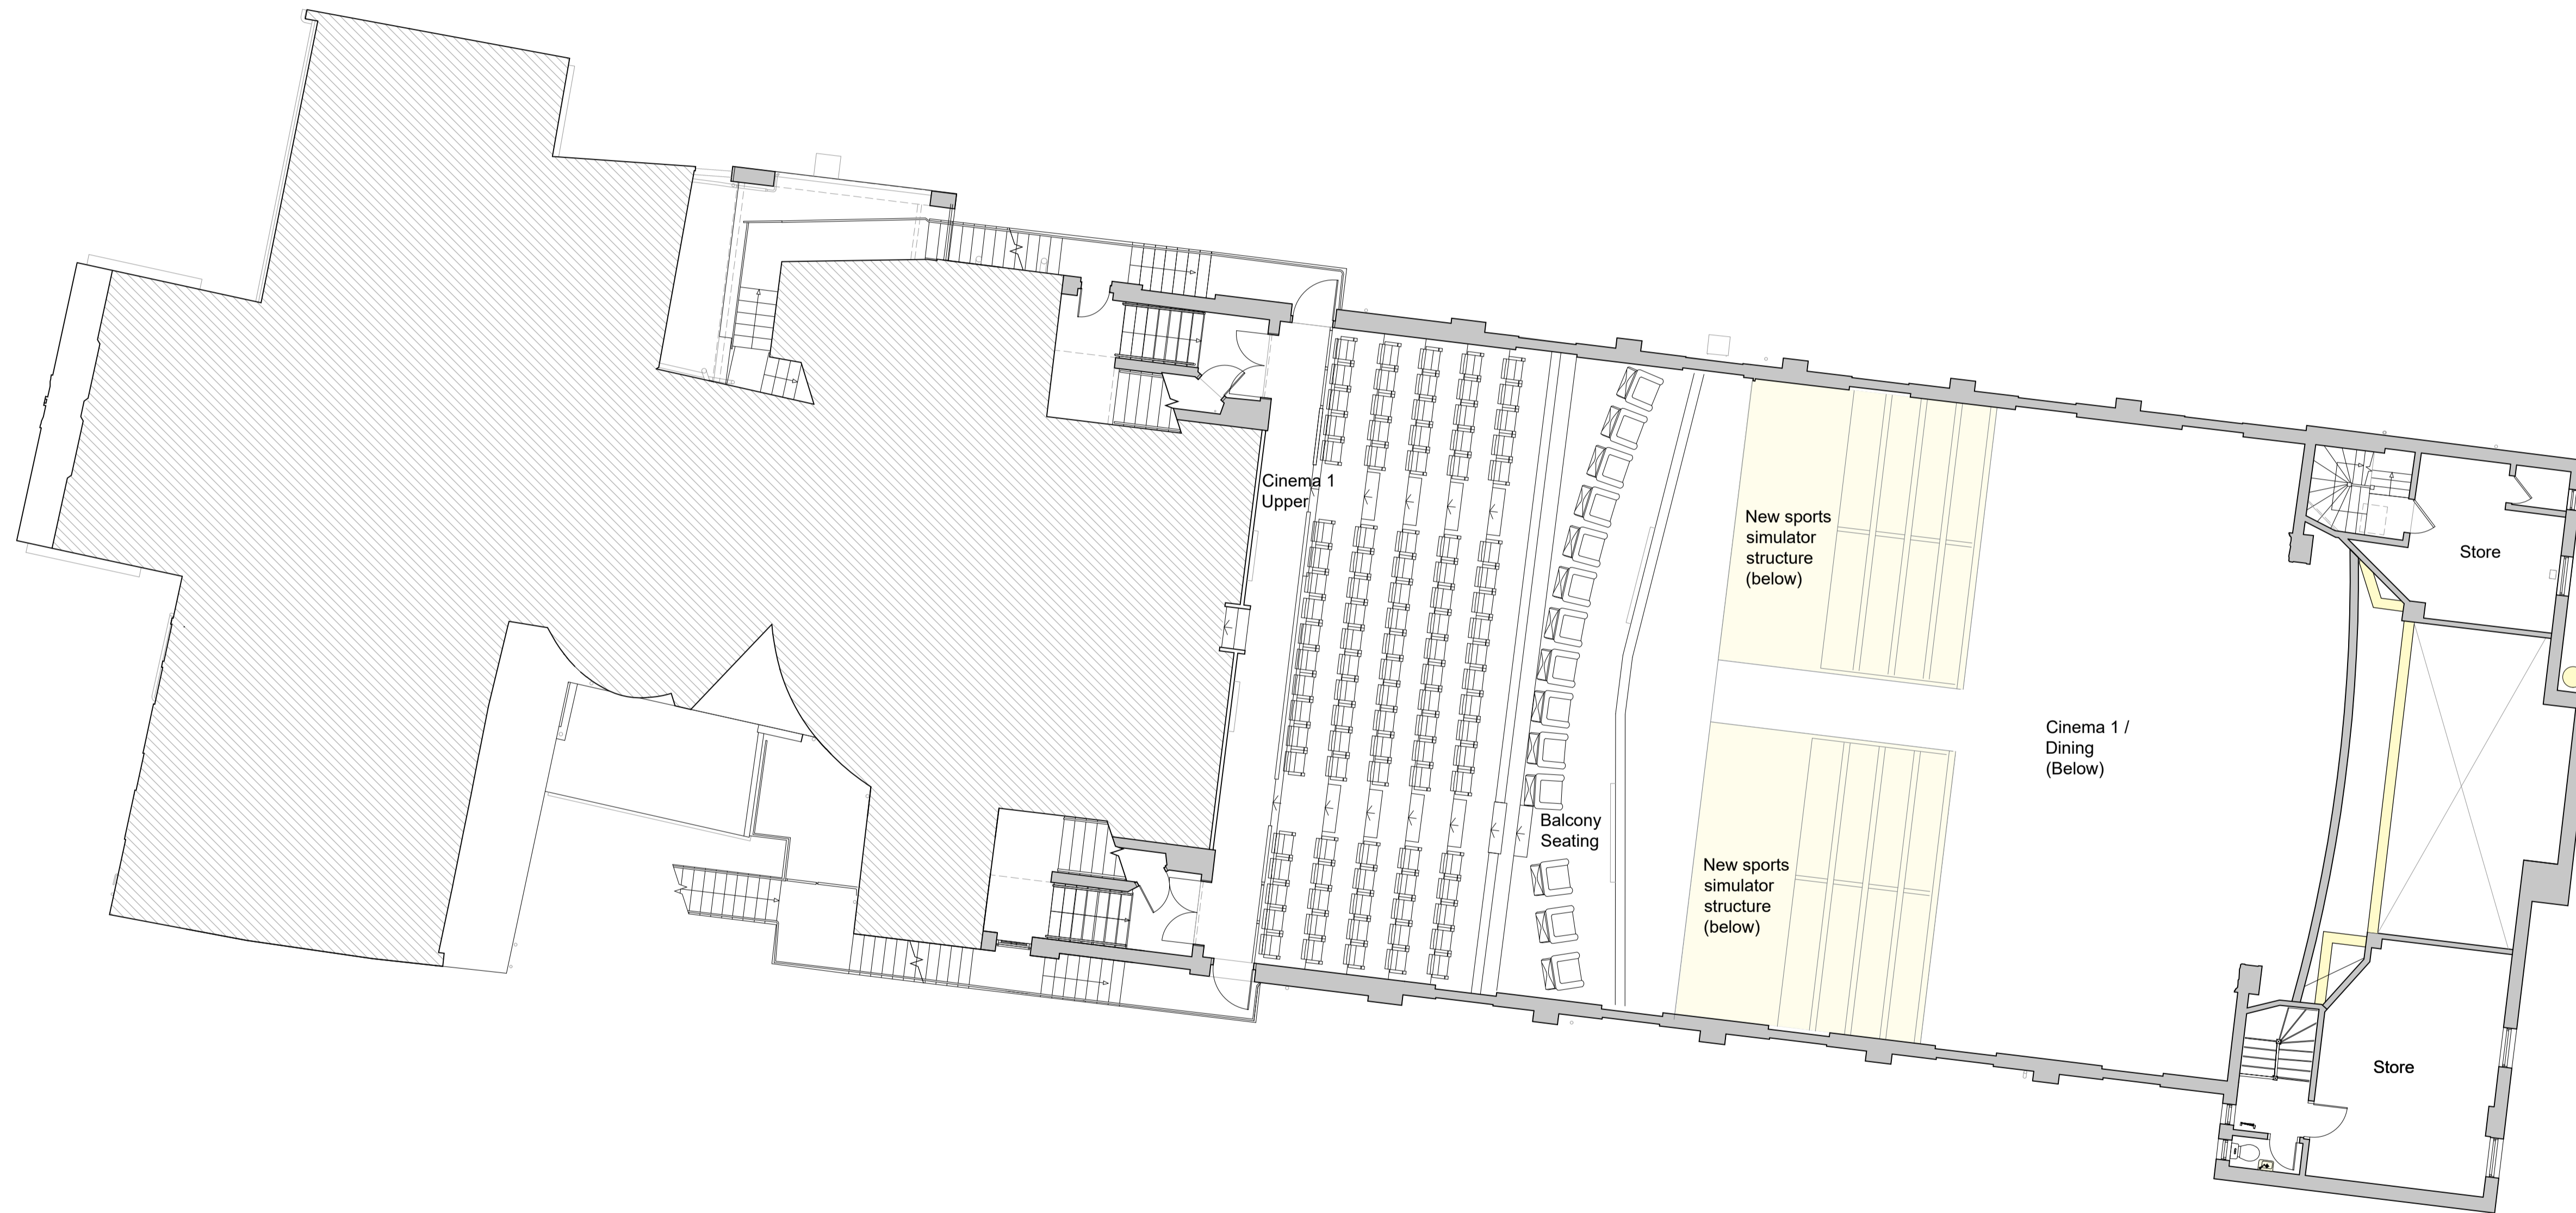 Cinema 1
Upper
New sports
simulator
structure
(below)
Store
Cinema 1 /
Dining
(Below)
Balcony
Seating
New sports
simulator
structure
(below)
Store